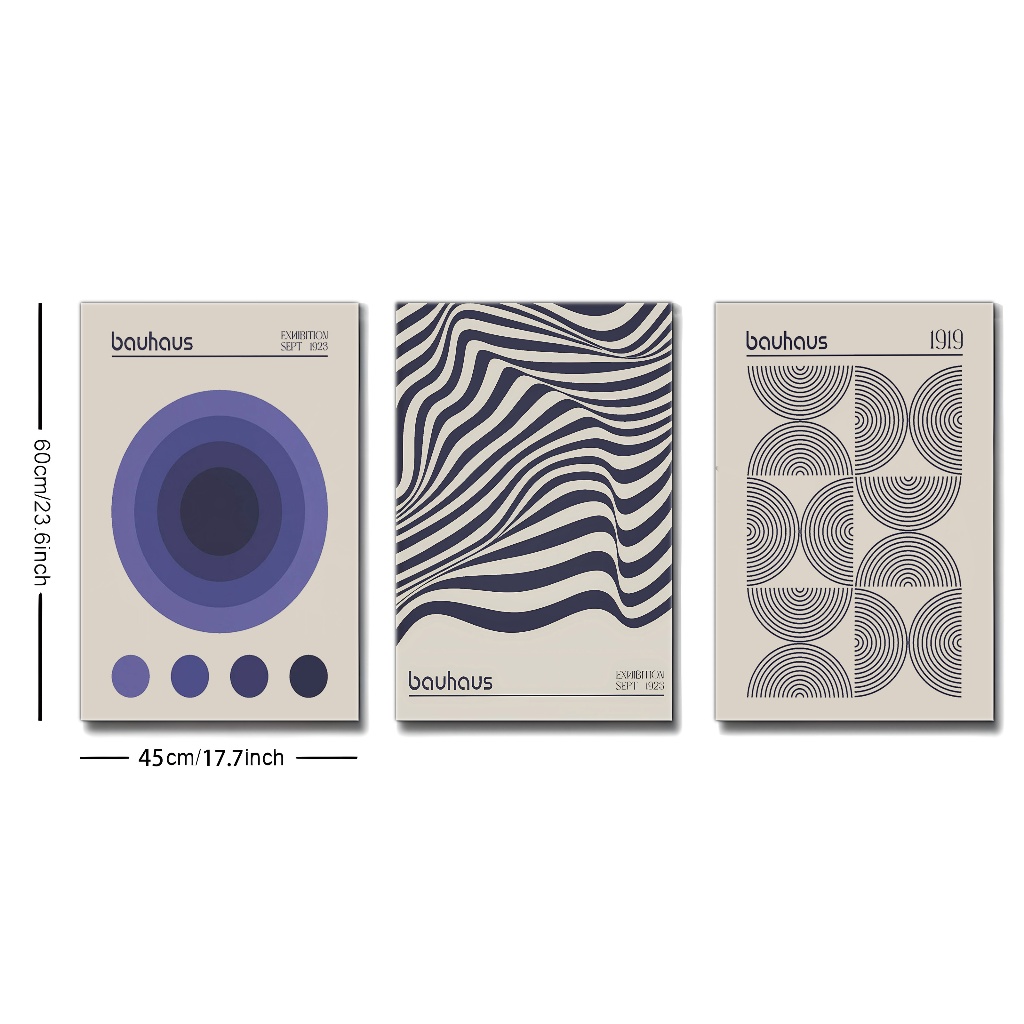 bauhaus
EXHIBITION
SEPT 1923
bauhaus
EXHIBITION
SEPT 1923
bauhaus
1919
60cm/23.6inch
45cm/17.7inch